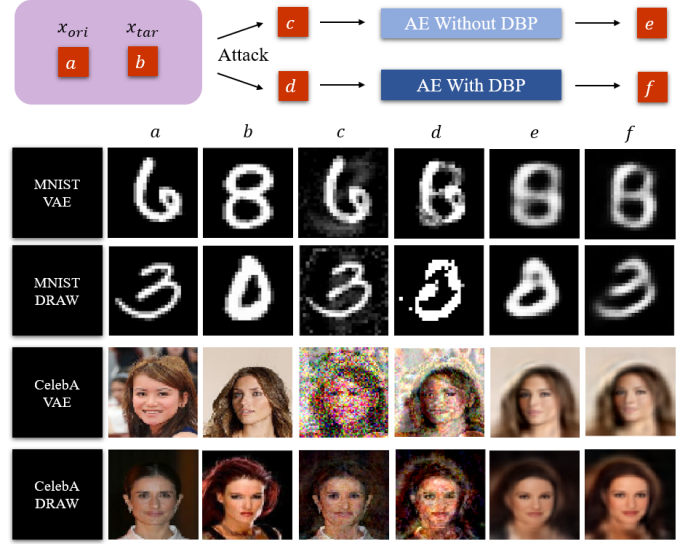 x_ori x_tar
a b
Attack
c AE Without DBP e
d AE With DBP f
a b c d e f
MNIST
VAE
MNIST
DRAW
CelebA
VAE
CelebA
DRAW